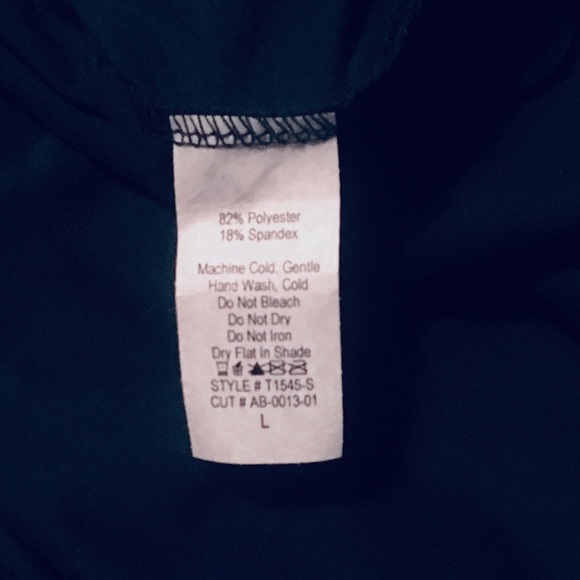 82% Polyester
18% Spandex
Machine Cold, Gentle
Hand Wash, Cold
Do Not Bleach
Do Not Dry
Do Not Iron
Dry Flat In Shade
STYLE # T1545-S
CUT # AB-0013-01
L